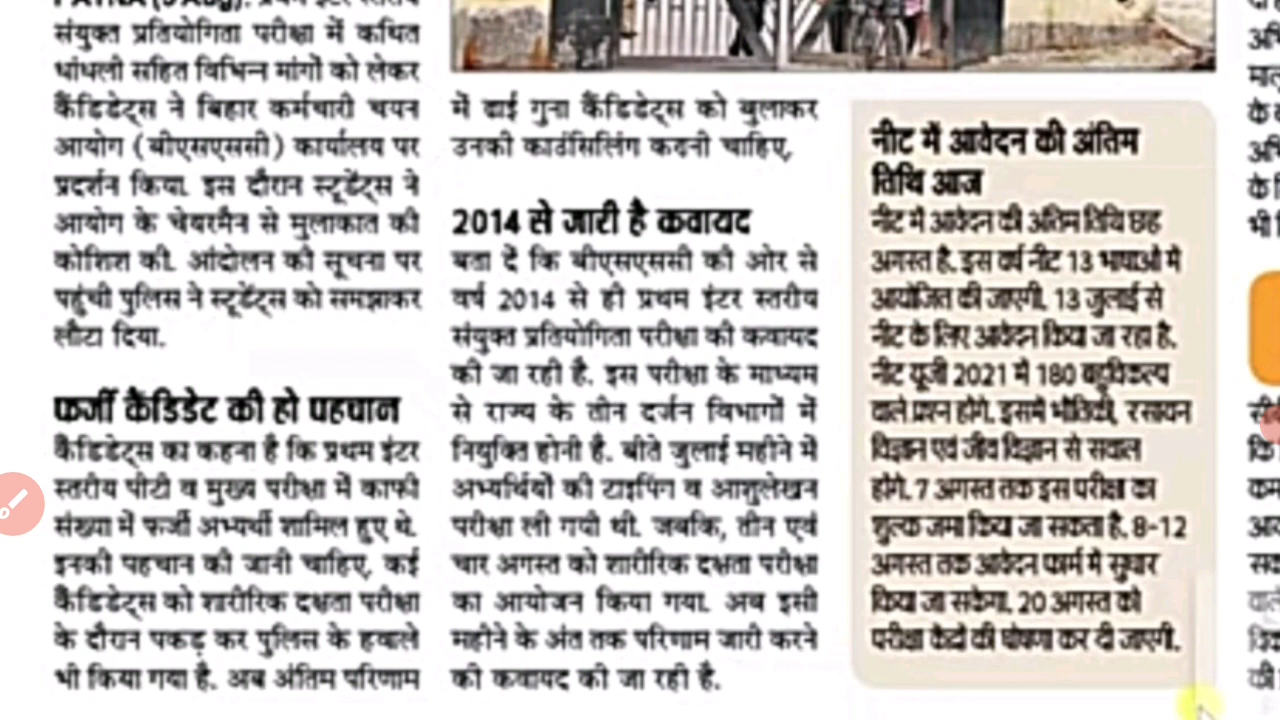 संयुक्त प्रतियोगिता परीक्षा में कथित
धांधली सहित विभिन्न मांगों को लेकर
कैंडिडेट्स ने बिहार कर्मचारी चयन
आयोग (बीएसएससी) कार्यालय पर
प्रदर्शन किया. इस दौरान स्टूडेंट्स ने
आयोग के चेयरमैन से मुलाकात की
कोशिश की. आंदोलन की सूचना पर
पहुंची पुलिस ने स्टूडेंट्स को समझाकर
लौटा दिया.
फर्जी कैंडिडेट की हो पहचान
कैंडिडेट्स का कहना है कि प्रथम इंटर
स्तरीय पीटी व मुख्य परीक्षा में काफी
संख्या में फर्जी अभ्यर्थी शामिल हुए थे.
इनकी पहचान की जानी चाहिए. कई
कैंडिडेट्स को शारीरिक दक्षता परीक्षा
के दौरान पकड़ कर पुलिस के हवाले
भी किया गया है. अब अंतिम परिणाम
में ढाई गुना कैंडिडेट्स को बुलाकर
उनकी काउंसिलिंग करानी चाहिए.
2014 से जारी है कवायद
बता दें कि बीएसएससी की ओर से
वर्ष 2014 से ही प्रथम इंटर स्तरीय
संयुक्त प्रतियोगिता परीक्षा की कवायद
की जा रही है. इस परीक्षा के माध्यम
से राज्य के तीन दर्जन विभागों में
नियुक्ति होनी है. बीते जुलाई महीने में
अभ्यर्थियों की टाइपिंग व आशुलेखन
परीक्षा ली गयी थी. जबकि, तीन एवं
चार अगस्त को शारीरिक दक्षता परीक्षा
का आयोजन किया गया. अब इसी
महीने के अंत तक परिणाम जारी करने
की कवायद की जा रही है.
नीट में आवेदन की अंतिम
तिथि आज
नीट में आवेदन की अंतिम तिथि छह
अगस्त है. इस वर्ष नीट 13 भाषाओं में
आयोजित की जाएगी. 13 जुलाई से
नीट के लिए आवेदन किया जा रहा है.
नीट यूजी 2021 में 180 बहुविकल्प
वाले प्रश्न होंगे. इसमें भौतिकी, रसायन
विज्ञान एवं जीव विज्ञान से सवाल
होंगे. 7 अगस्त तक इस परीक्षा का
शुल्क जमा किया जा सकता है. 8-12
अगस्त तक आवेदन फार्म में सुधार
किया जा सकेगा. 20 अगस्त को
परीक्षा केंद्रों की घोषणा कर दी जाएगी.